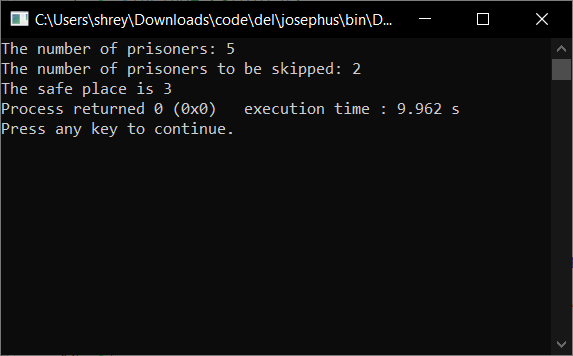 C:\Users\shrey\Downloads\code\del\josephus\bin\D...
The number of prisoners: 5
The number of prisoners to be skipped: 2
The safe place is 3
Process returned 0 (0x0)   execution time : 9.962 s
Press any key to continue.